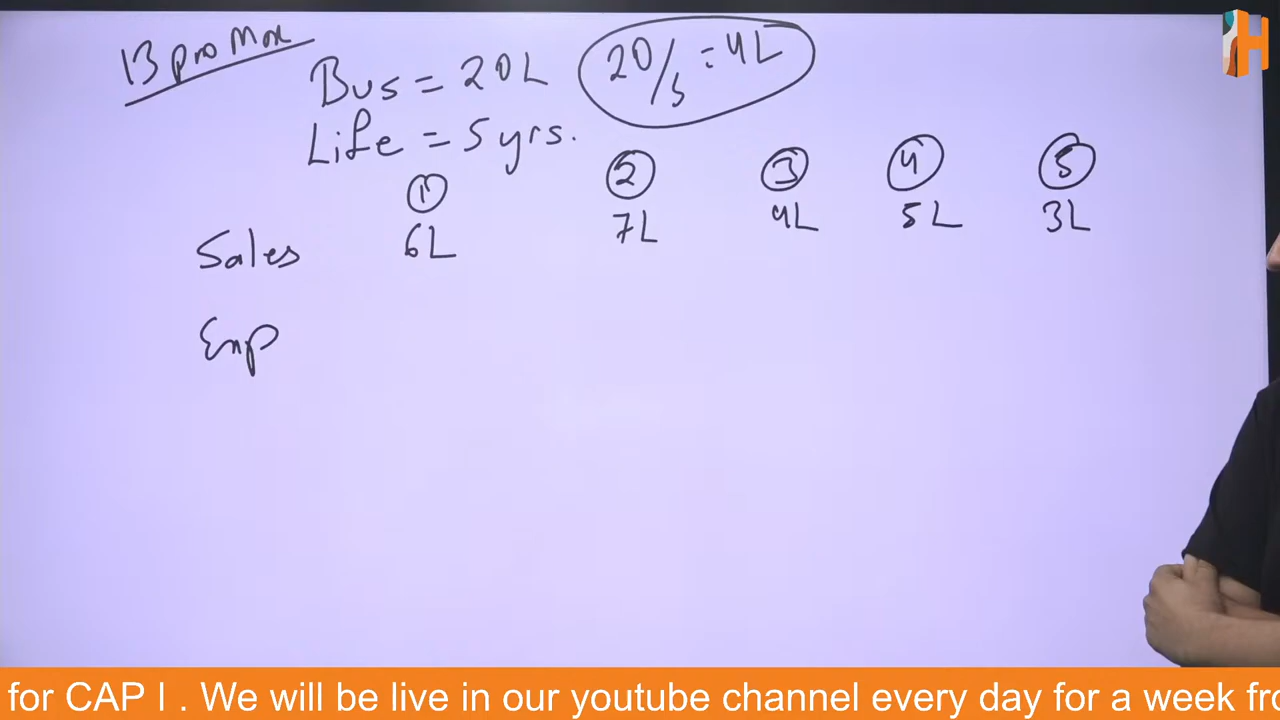 13 pro Max
Bus = 20L 20/5 = 4L
Life = 5 yrs.
1 2 3 4 5
Sales 6L 7L 4L 5L 3L
Exp
H
for CAP I . We will be live in our youtube channel every day for a week fro